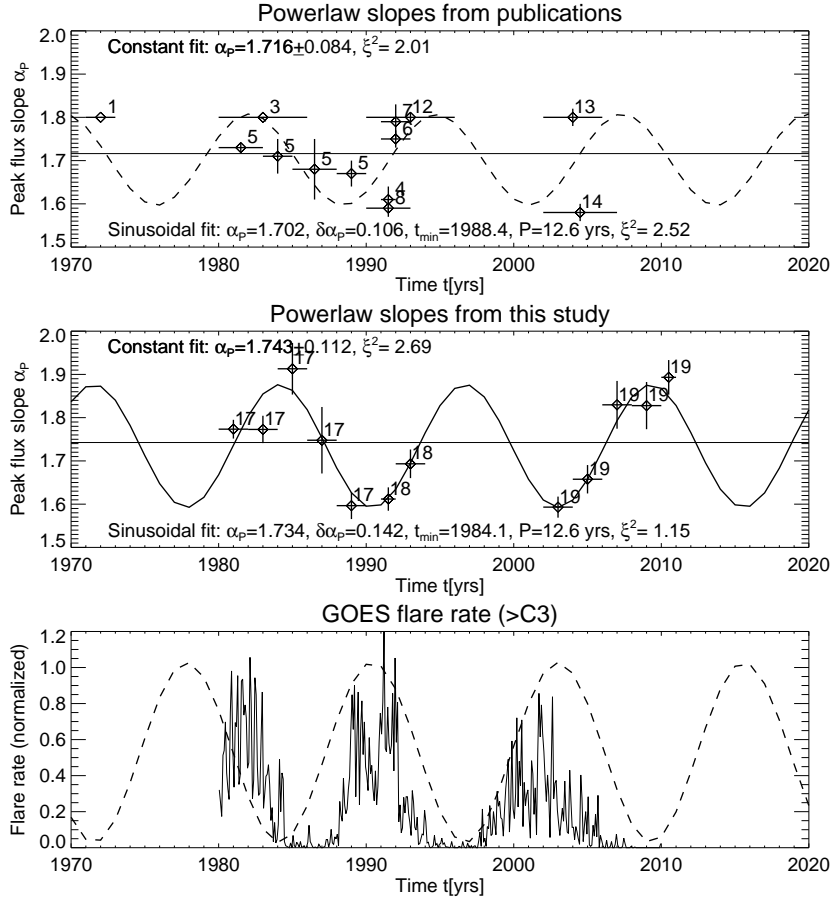 Powerlaw slopes from publications
2.0
Constant fit: αP=1.716±0.084, ξ²= 2.01
1.9
1.8
1.7
1.6
1.5
Peak flux slope αP
1
3
5
5
5
5
7
12
6
4
8
13
14
Sinusoidal fit: αP=1.702, δαP=0.106, tmin=1988.4, P=12.6 yrs, ξ²= 2.52
1970 1980 1990 2000 2010 2020
Time t[yrs]
Powerlaw slopes from this study
2.0
Constant fit: αP=1.743±0.112, ξ²= 2.69
1.9
1.8
1.7
1.6
1.5
Peak flux slope αP
17
17
17
17
17
18
18
19
19
19
19
19
Sinusoidal fit: αP=1.734, δαP=0.142, tmin=1984.1, P=12.6 yrs, ξ²= 1.15
1970 1980 1990 2000 2010 2020
Time t[yrs]
GOES flare rate (>C3)
1.2
1.0
0.8
0.6
0.4
0.2
0.0
Flare rate (normalized)
1970 1980 1990 2000 2010 2020
Time t[yrs]